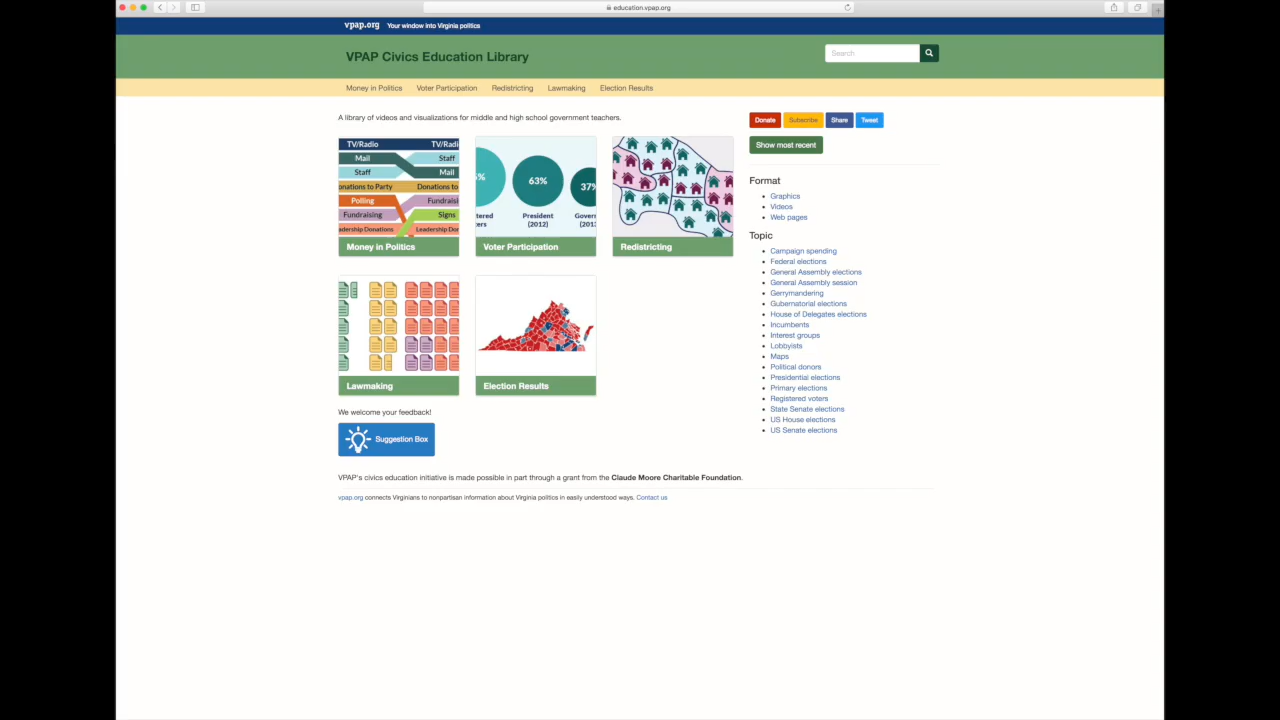 education.vpap.org
vpap.org Your window into Virginia politics
VPAP Civics Education Library
Search
Money in Politics Voter Participation Redistricting Lawmaking Election Results
A library of videos and visualizations for middle and high school government teachers.
TV/Radio TV/Radi
Mail Staff
Staff Mail
onations to Party Donations to
Polling Fundraisi
Fundraising Signs
eadership Donations Leadership Don
Money in Politics
% 63% 37%
tered President Govern
ters (2012) (2013
Voter Participation
Redistricting
Lawmaking
Election Results
We welcome your feedback!
Suggestion Box
VPAP's civics education initiative is made possible in part through a grant from the Claude Moore Charitable Foundation.
vpap.org connects Virginians to nonpartisan information about Virginia politics in easily understood ways. Contact us
Donate Subscribe Share Tweet
Show most recent
Format
Graphics
Videos
Web pages
Topic
Campaign spending
Federal elections
General Assembly elections
General Assembly session
Gerrymandering
Gubernatorial elections
House of Delegates elections
Incumbents
Interest groups
Lobbyists
Maps
Political donors
Presidential elections
Primary elections
Registered voters
State Senate elections
US House elections
US Senate elections